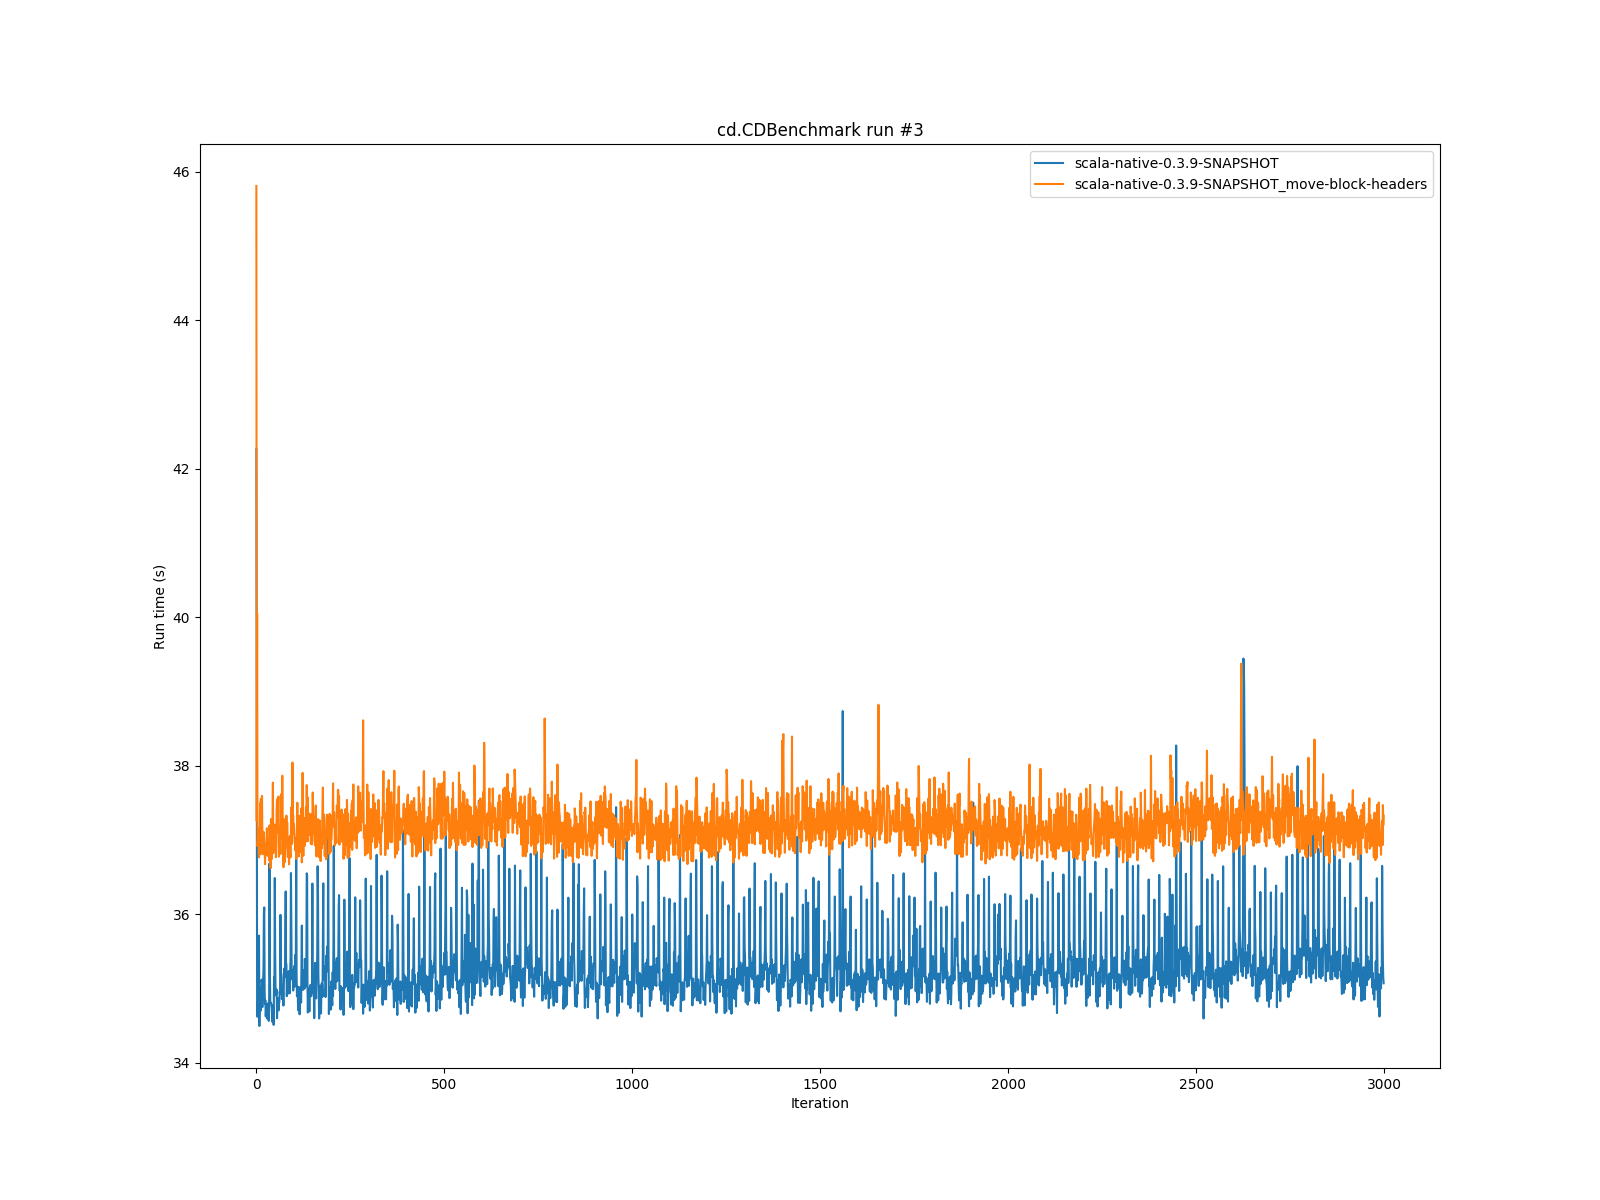 cd.CDBenchmark run #3
scala-native-0.3.9-SNAPSHOT
scala-native-0.3.9-SNAPSHOT_move-block-headers
46
44
42
40
38
36
34
Run time (s)
0 500 1000 1500 2000 2500 3000
Iteration